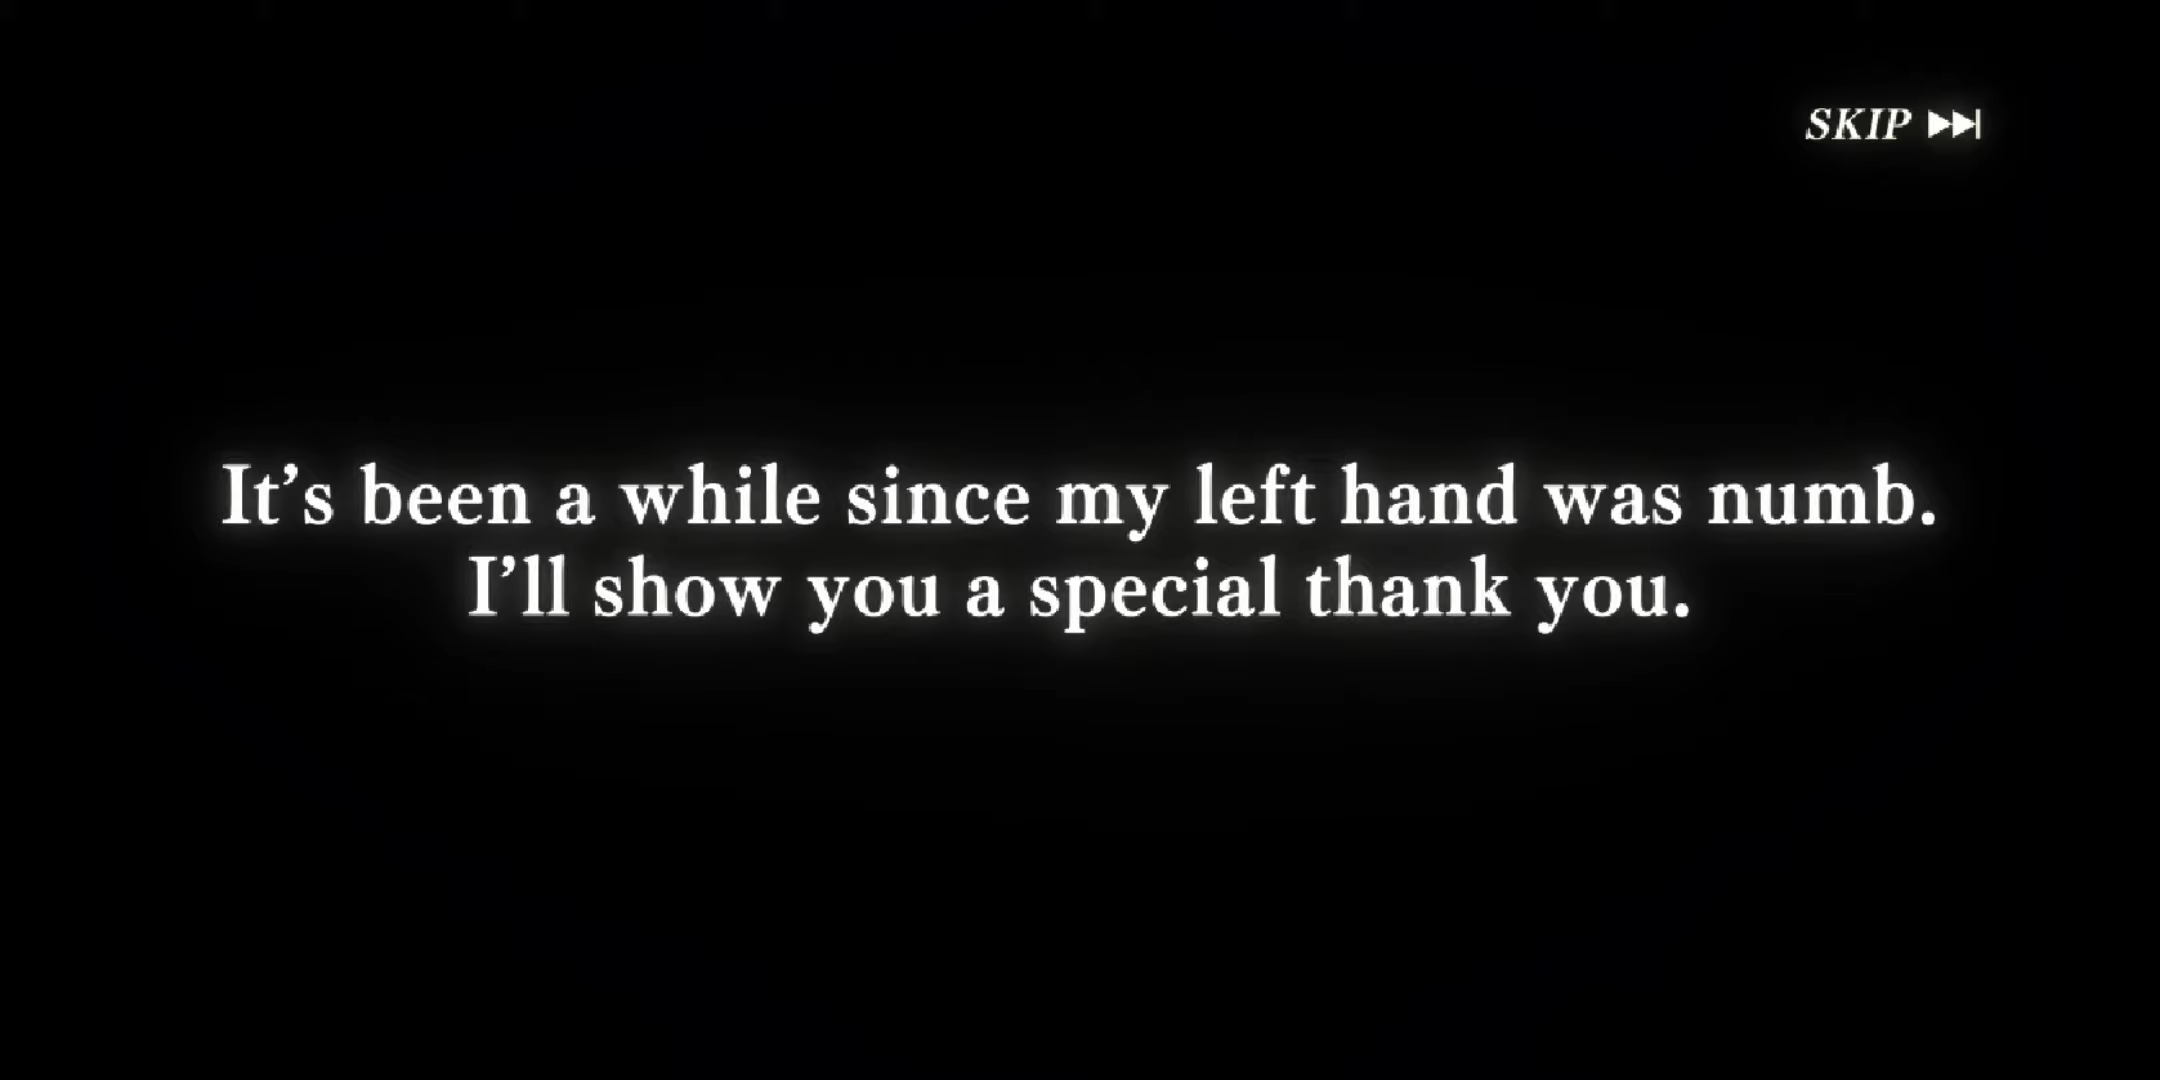 SKIP ⏭
It’s been a while since my left hand was numb.
I’ll show you a special thank you.